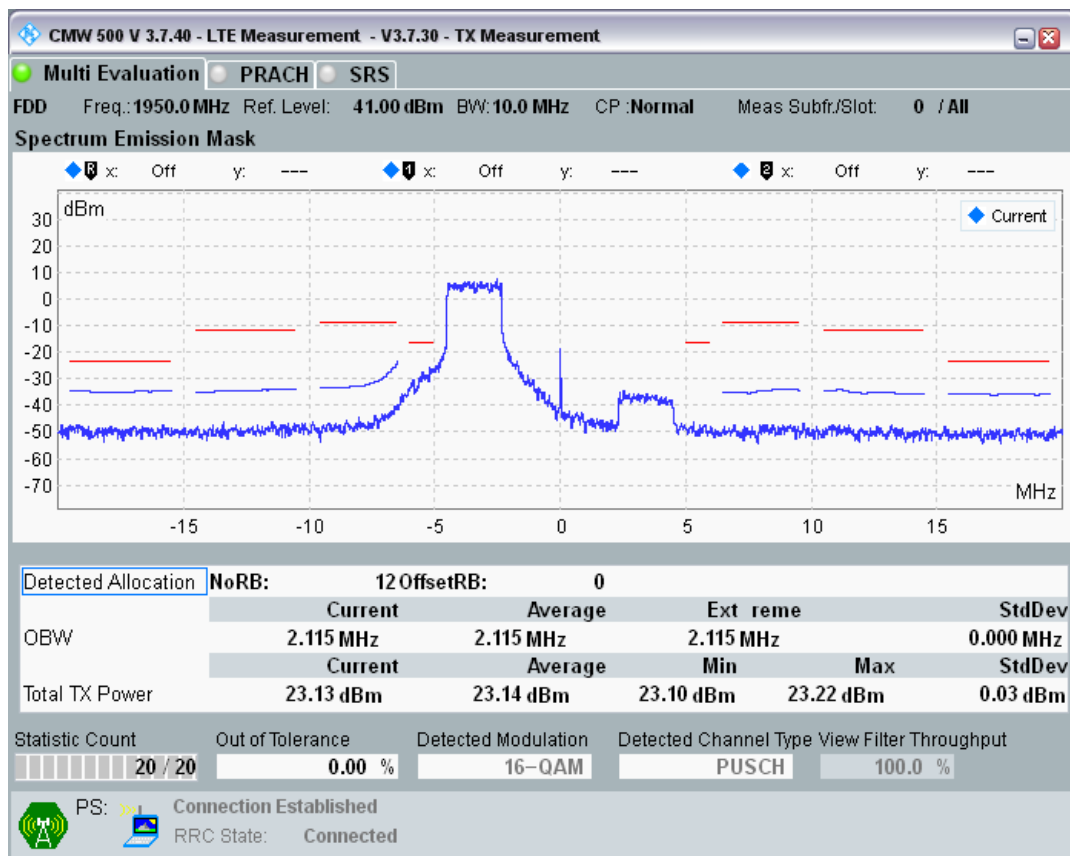 CMW 500 V 3.7.40 - LTE Measurement - V3.7.30 - TX Measurement
Multi Evaluation PRACH SRS
FDD Freq.: 1950.0 MHz Ref. Level: 41.00 dBm BW: 10.0 MHz CP : Normal Meas Subfr./Slot: 0 / All
Spectrum Emission Mask
R x: Off y: --- 1 x: Off y: --- 2 x: Off y: ---
dBm
Current
30
20
10
0
-10
-20
-30
-40
-50
-60
-70
MHz
-15 -10 -5 0 5 10 15
Detected Allocation NoRB: 12 OffsetRB: 0
Current Average Ext reme StdDev
OBW 2.115 MHz 2.115 MHz 2.115 MHz 0.000 MHz
Current Average Min Max StdDev
Total TX Power 23.13 dBm 23.14 dBm 23.10 dBm 23.22 dBm 0.03 dBm
Statistic Count Out of Tolerance Detected Modulation Detected Channel Type View Filter Throughput
20 / 20 0.00 % 16-QAM PUSCH 100.0 %
PS: Connection Established
RRC State: Connected